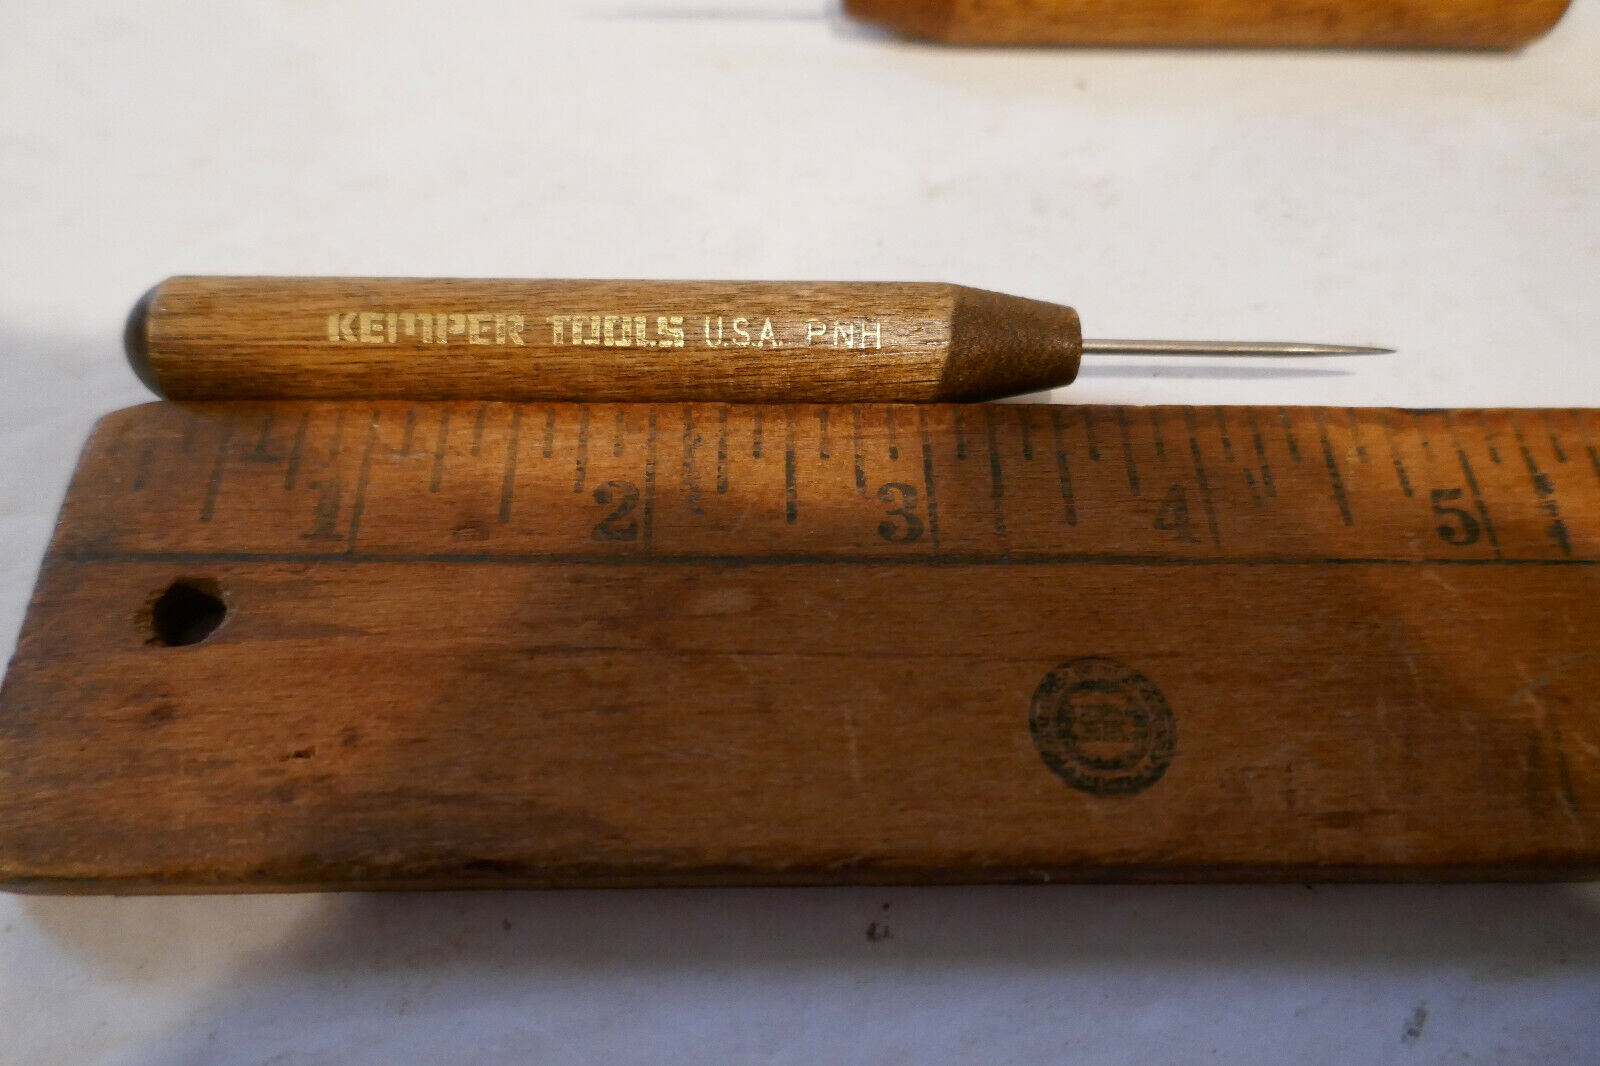 KEMPER TOOLS U.S.A. PNH
1 2 3 4 5